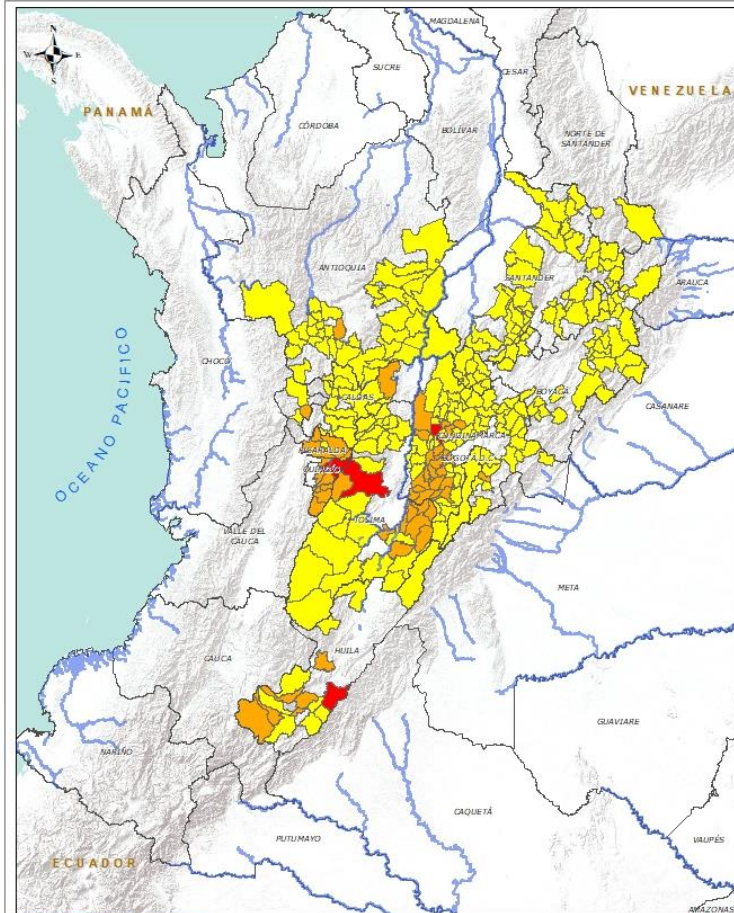 MAGDALENA
N
W
E
S
SUCRE
CESAR
VENEZUELA
PANAMÁ
CÓRDOBA
BOLÍVAR
NORTE DE
SANTANDER
ANTIOQUIA
SANTANDER
ARAUCA
CHOCÓ
CALDAS
BOYACÁ
CASANARE
CUNDINAMARCA
RISARALDA
BOGOTÁ D.C.
QUINDÍO
OCEANO PACIFICO
TOLIMA
VALLE DEL
CAUCA
META
HUILA
CAUCA
GUAVIARE
NARIÑO
CAQUETÁ
PUTUMAYO
VAUPÉS
ECUADOR
AMAZONAS